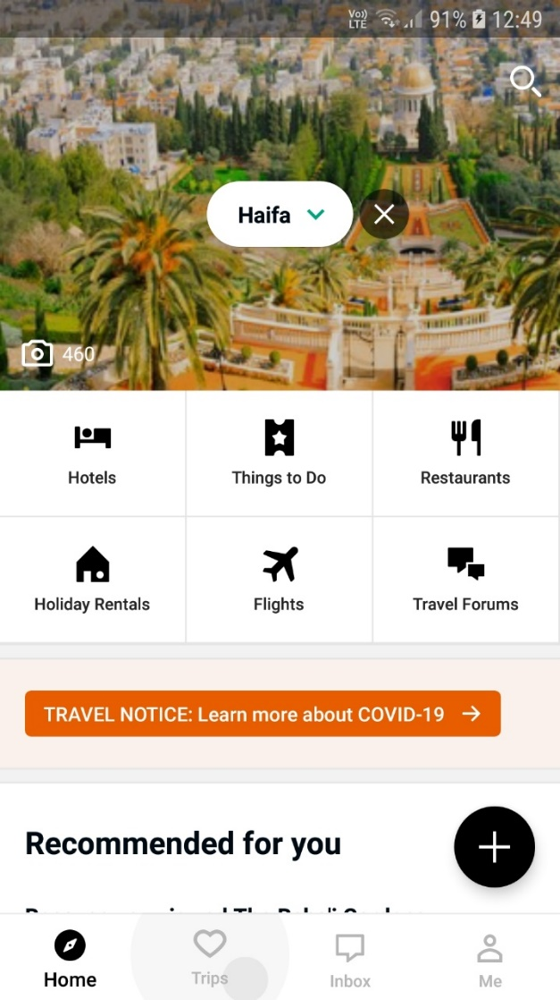 Vo))
LTE
91% 12:49
Haifa
460
Hotels
Things to Do
Restaurants
Holiday Rentals
Flights
Travel Forums
TRAVEL NOTICE: Learn more about COVID-19
Recommended for you
Home
Trips
Inbox
Me